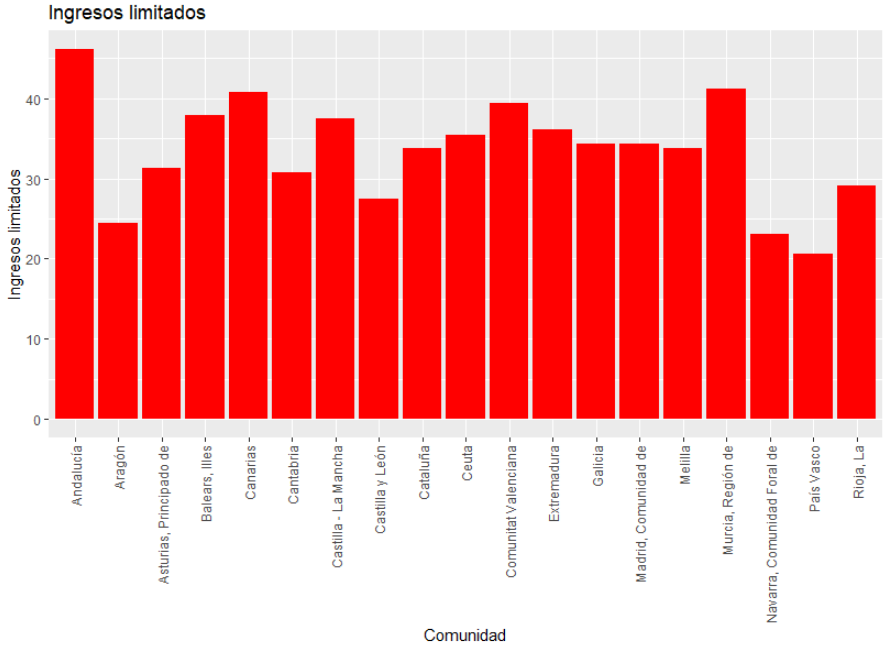 Ingresos limitados
Ingresos limitados
40
30
20
10
0
Andalucía
Aragón
Asturias, Principado de
Balears, Illes
Canarias
Cantabria
Castilla - La Mancha
Castilla y León
Cataluña
Ceuta
Comunitat Valenciana
Extremadura
Galicia
Madrid, Comunidad de
Melilla
Murcia, Región de
Navarra, Comunidad Foral de
País Vasco
Rioja, La
Comunidad